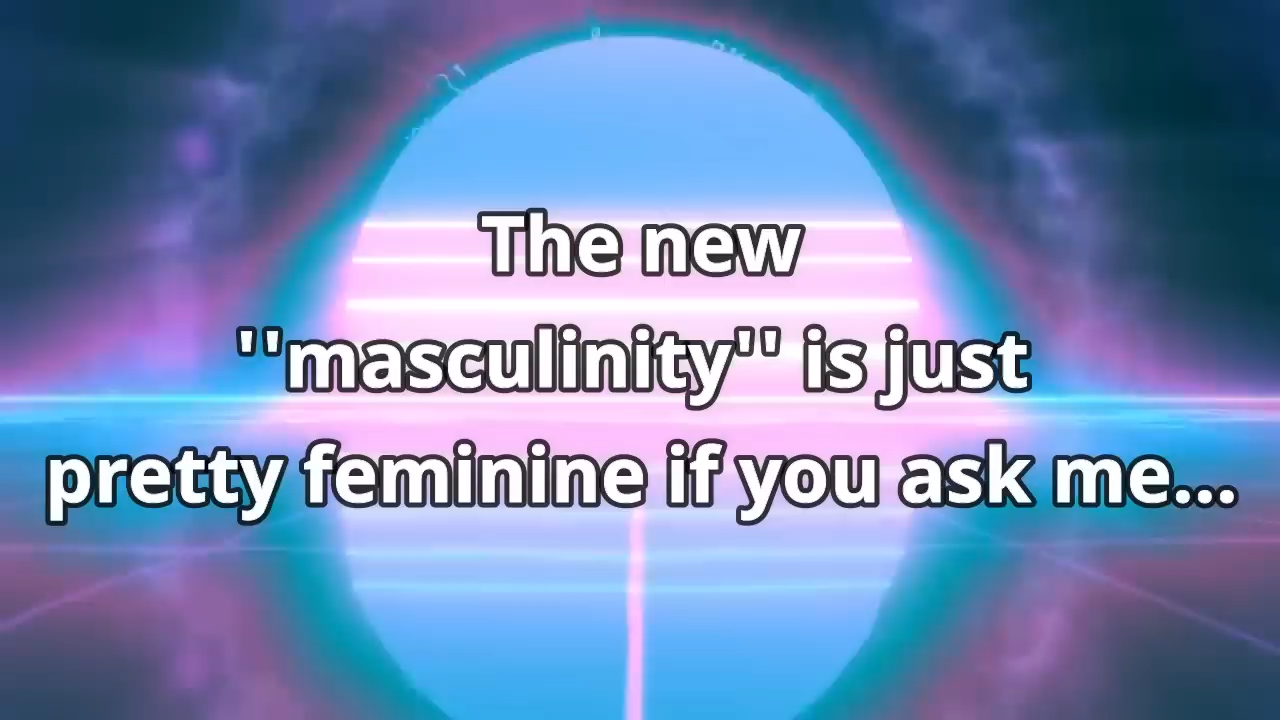 The new
''masculinity'' is just
pretty feminine if you ask me...